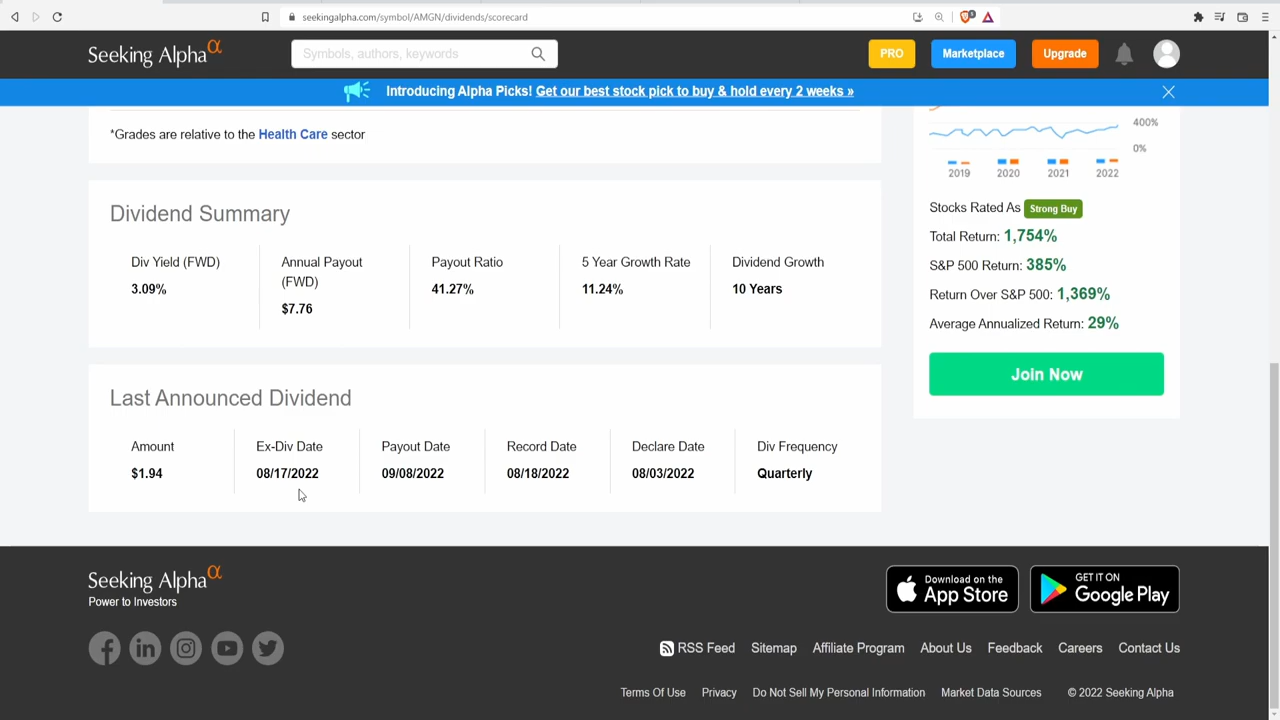 seekingalpha.com/symbol/AMGN/dividends/scorecard
Seeking Alphaα
Symbols, authors, keywords
PRO
Marketplace
Upgrade
Introducing Alpha Picks! Get our best stock pick to buy & hold every 2 weeks »
*Grades are relative to the Health Care sector
Dividend Summary
Div Yield (FWD)
3.09%
Annual Payout
(FWD)
$7.76
Payout Ratio
41.27%
5 Year Growth Rate
11.24%
Dividend Growth
10 Years
Last Announced Dividend
Amount
$1.94
Ex-Div Date
08/17/2022
Payout Date
09/08/2022
Record Date
08/18/2022
Declare Date
08/03/2022
Div Frequency
Quarterly
400%
0%
2019 2020 2021 2022
Stocks Rated As Strong Buy
Total Return: 1,754%
S&P 500 Return: 385%
Return Over S&P 500: 1,369%
Average Annualized Return: 29%
Join Now
Seeking Alphaα
Power to Investors
Download on the
App Store
GET IT ON
Google Play
RSS Feed Sitemap Affiliate Program About Us Feedback Careers Contact Us
Terms Of Use Privacy Do Not Sell My Personal Information Market Data Sources © 2022 Seeking Alpha